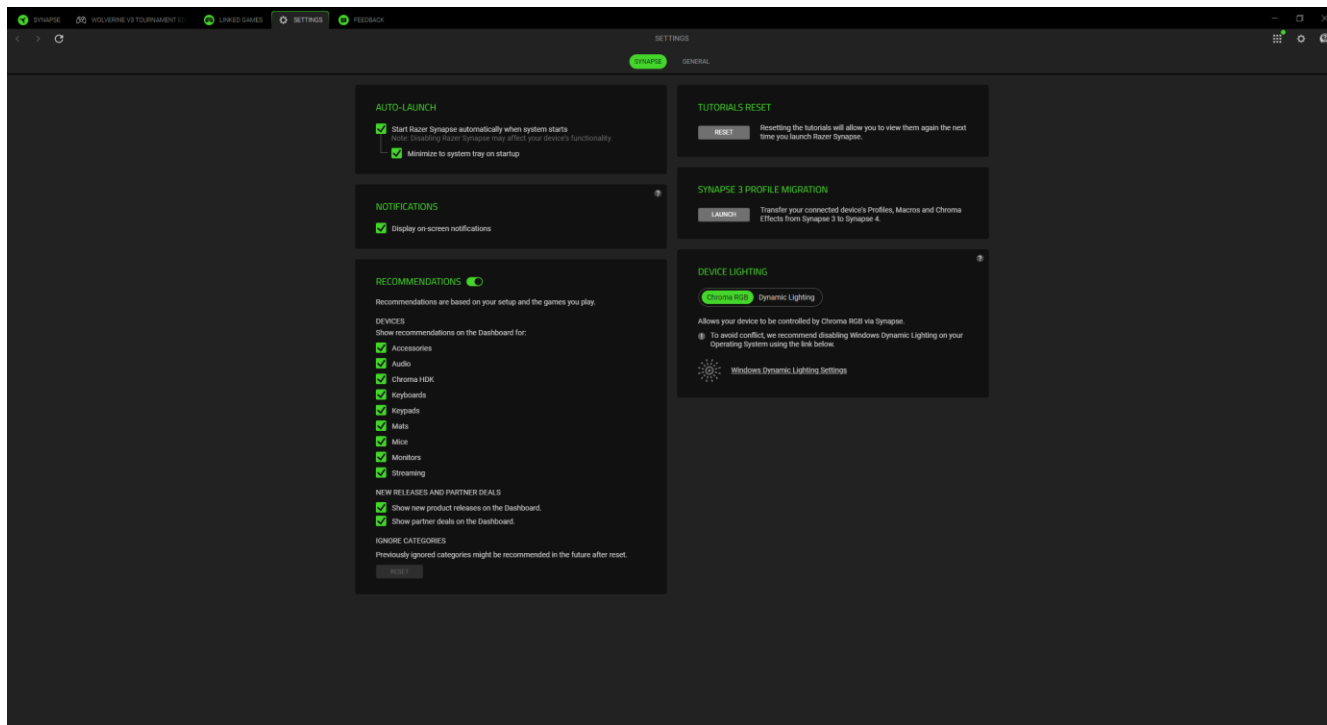 SYNAPSE
WOLVERINE V3 TOURNAMENT
LINKED GAMES
SETTINGS
FEEDBACK
SETTINGS
SYNAPSE
GENERAL
AUTO-LAUNCH
Start Razer Synapse automatically when system starts
Note: Disabling Razer Synapse may affect your device's functionality.
Minimize to system tray on startup
NOTIFICATIONS
Display on-screen notifications
RECOMMENDATIONS
Recommendations are based on your setup and the games you play.
DEVICES
Show recommendations on the Dashboard for:
Accessories
Audio
Chroma HDK
Keyboards
Keypads
Mats
Mice
Monitors
Streaming
NEW RELEASES AND PARTNER DEALS
Show new product releases on the Dashboard.
Show partner deals on the Dashboard.
IGNORE CATEGORIES
Previously ignored categories might be recommended in the future after reset.
RESET
TUTORIALS RESET
RESET
Resetting the tutorials will allow you to view them again the next
time you launch Razer Synapse.
SYNAPSE 3 PROFILE MIGRATION
LAUNCH
Transfer your connected device's Profiles, Macros and Chroma
Effects from Synapse 3 to Synapse 4.
DEVICE LIGHTING
Chroma RGB
Dynamic Lighting
Allows your device to be controlled by Chroma RGB via Synapse.
To avoid conflict, we recommend disabling Windows Dynamic Lighting on your
Operating System using the link below.
Windows Dynamic Lighting Settings